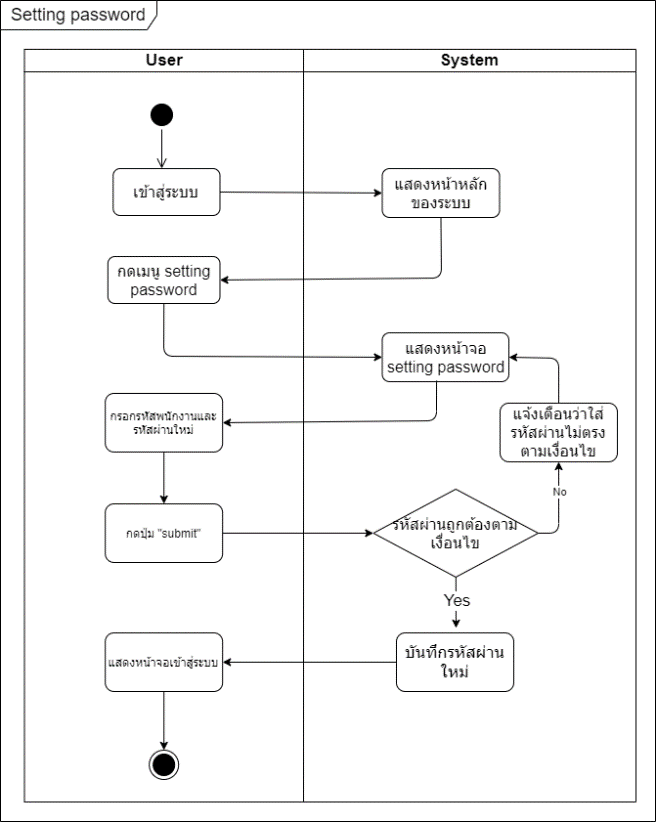 Setting password
User
System
เข้าสู่ระบบ
แสดงหน้าหลัก
ของระบบ
กดเมนู setting
password
แสดงหน้าจอ
setting password
กรอกรหัสพนักงานและ
รหัสผ่านใหม่
แจ้งเตือนว่าใส่
รหัสผ่านไม่ตรง
ตามเงื่อนไข
No
กดปุ่ม "submit"
รหัสผ่านถูกต้องตาม
เงื่อนไข
Yes
แสดงหน้าจอเข้าสู่ระบบ
บันทึกรหัสผ่าน
ใหม่